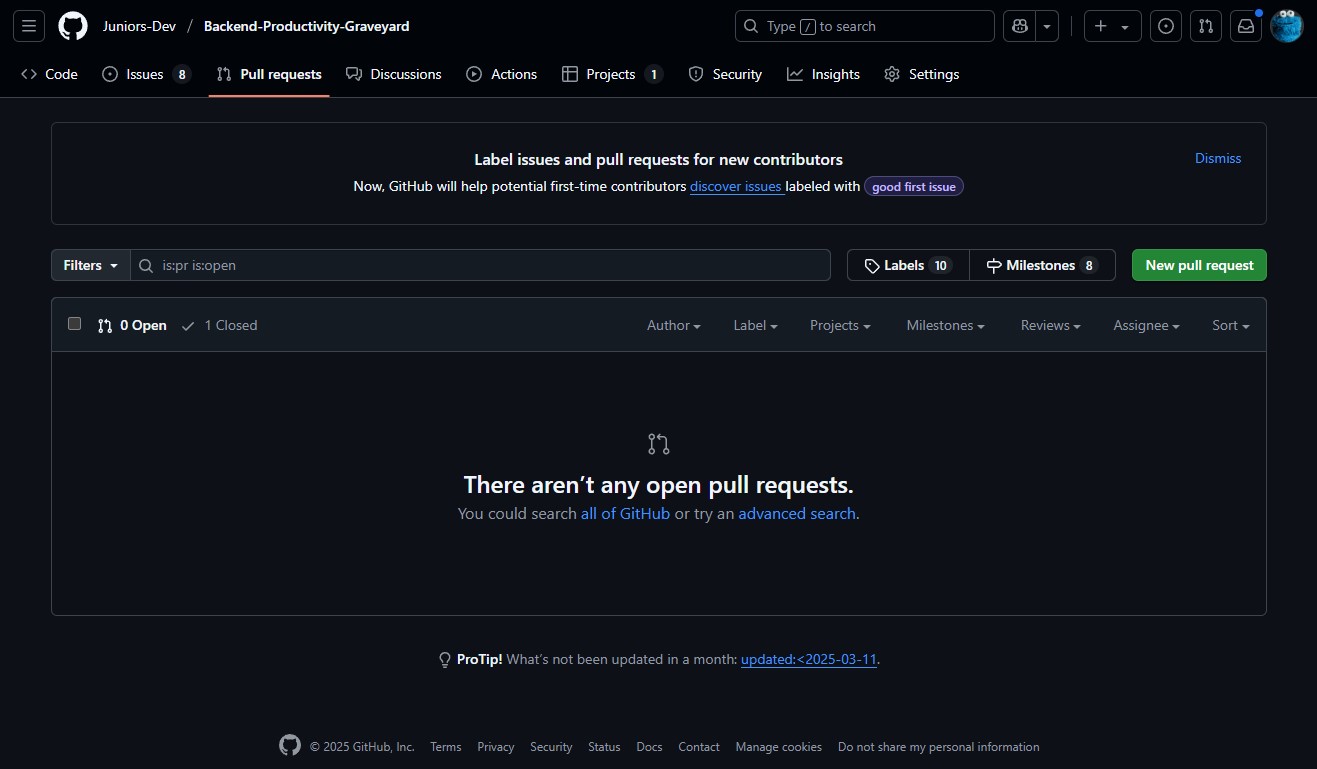 Juniors-Dev / Backend-Productivity-Graveyard Type / to search
Code Issues 8 Pull requests Discussions Actions Projects 1 Security Insights Settings
Label issues and pull requests for new contributors
Dismiss
Now, GitHub will help potential first-time contributors discover issues labeled with good first issue
Filters is:pr is:open Labels 10 Milestones 8 New pull request
0 Open 1 Closed Author Label Projects Milestones Reviews Assignee Sort
There aren’t any open pull requests.
You could search all of GitHub or try an advanced search.
ProTip! What’s not been updated in a month: updated:<2025-03-11.
© 2025 GitHub, Inc. Terms Privacy Security Status Docs Contact Manage cookies Do not share my personal information